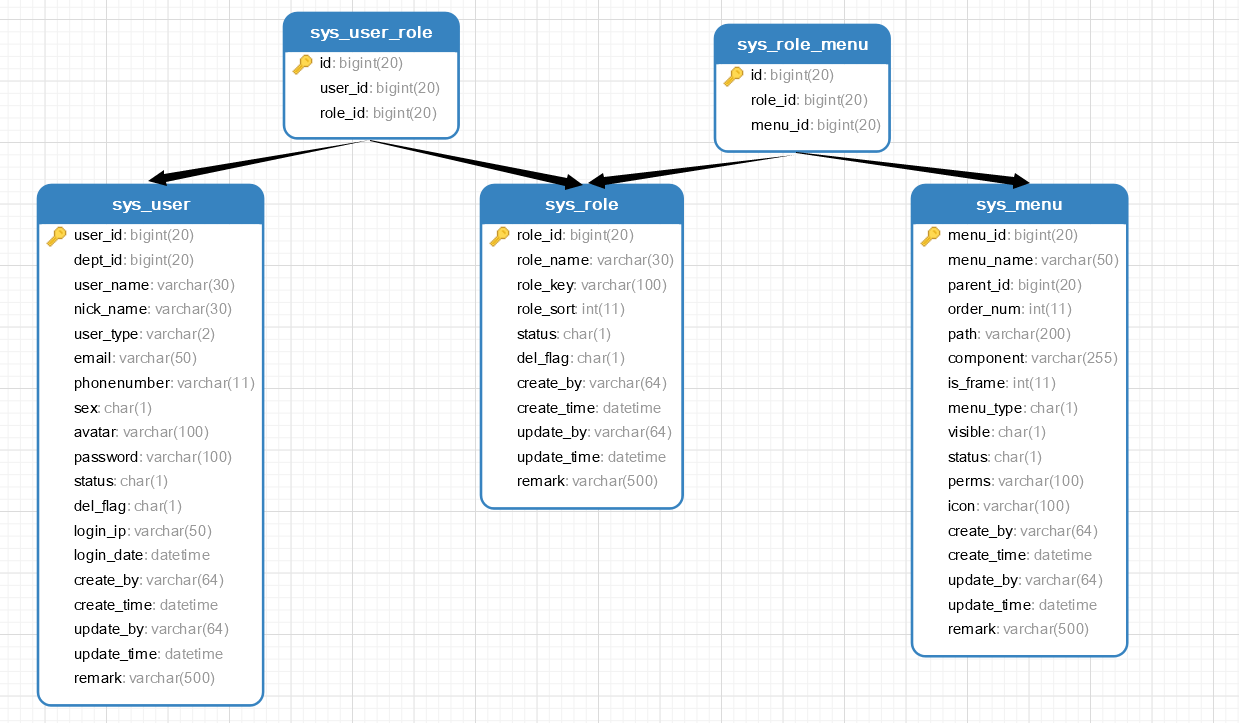 sys_user_role
id: bigint(20)
user_id: bigint(20)
role_id: bigint(20)
sys_role_menu
id: bigint(20)
role_id: bigint(20)
menu_id: bigint(20)
sys_user
user_id: bigint(20)
dept_id: bigint(20)
user_name: varchar(30)
nick_name: varchar(30)
user_type: varchar(2)
email: varchar(50)
phonenumber: varchar(11)
sex: char(1)
avatar: varchar(100)
password: varchar(100)
status: char(1)
del_flag: char(1)
login_ip: varchar(50)
login_date: datetime
create_by: varchar(64)
create_time: datetime
update_by: varchar(64)
update_time: datetime
remark: varchar(500)
sys_role
role_id: bigint(20)
role_name: varchar(30)
role_key: varchar(100)
role_sort: int(11)
status: char(1)
del_flag: char(1)
create_by: varchar(64)
create_time: datetime
update_by: varchar(64)
update_time: datetime
remark: varchar(500)
sys_menu
menu_id: bigint(20)
menu_name: varchar(50)
parent_id: bigint(20)
order_num: int(11)
path: varchar(200)
component: varchar(255)
is_frame: int(11)
menu_type: char(1)
visible: char(1)
status: char(1)
perms: varchar(100)
icon: varchar(100)
create_by: varchar(64)
create_time: datetime
update_by: varchar(64)
update_time: datetime
remark: varchar(500)